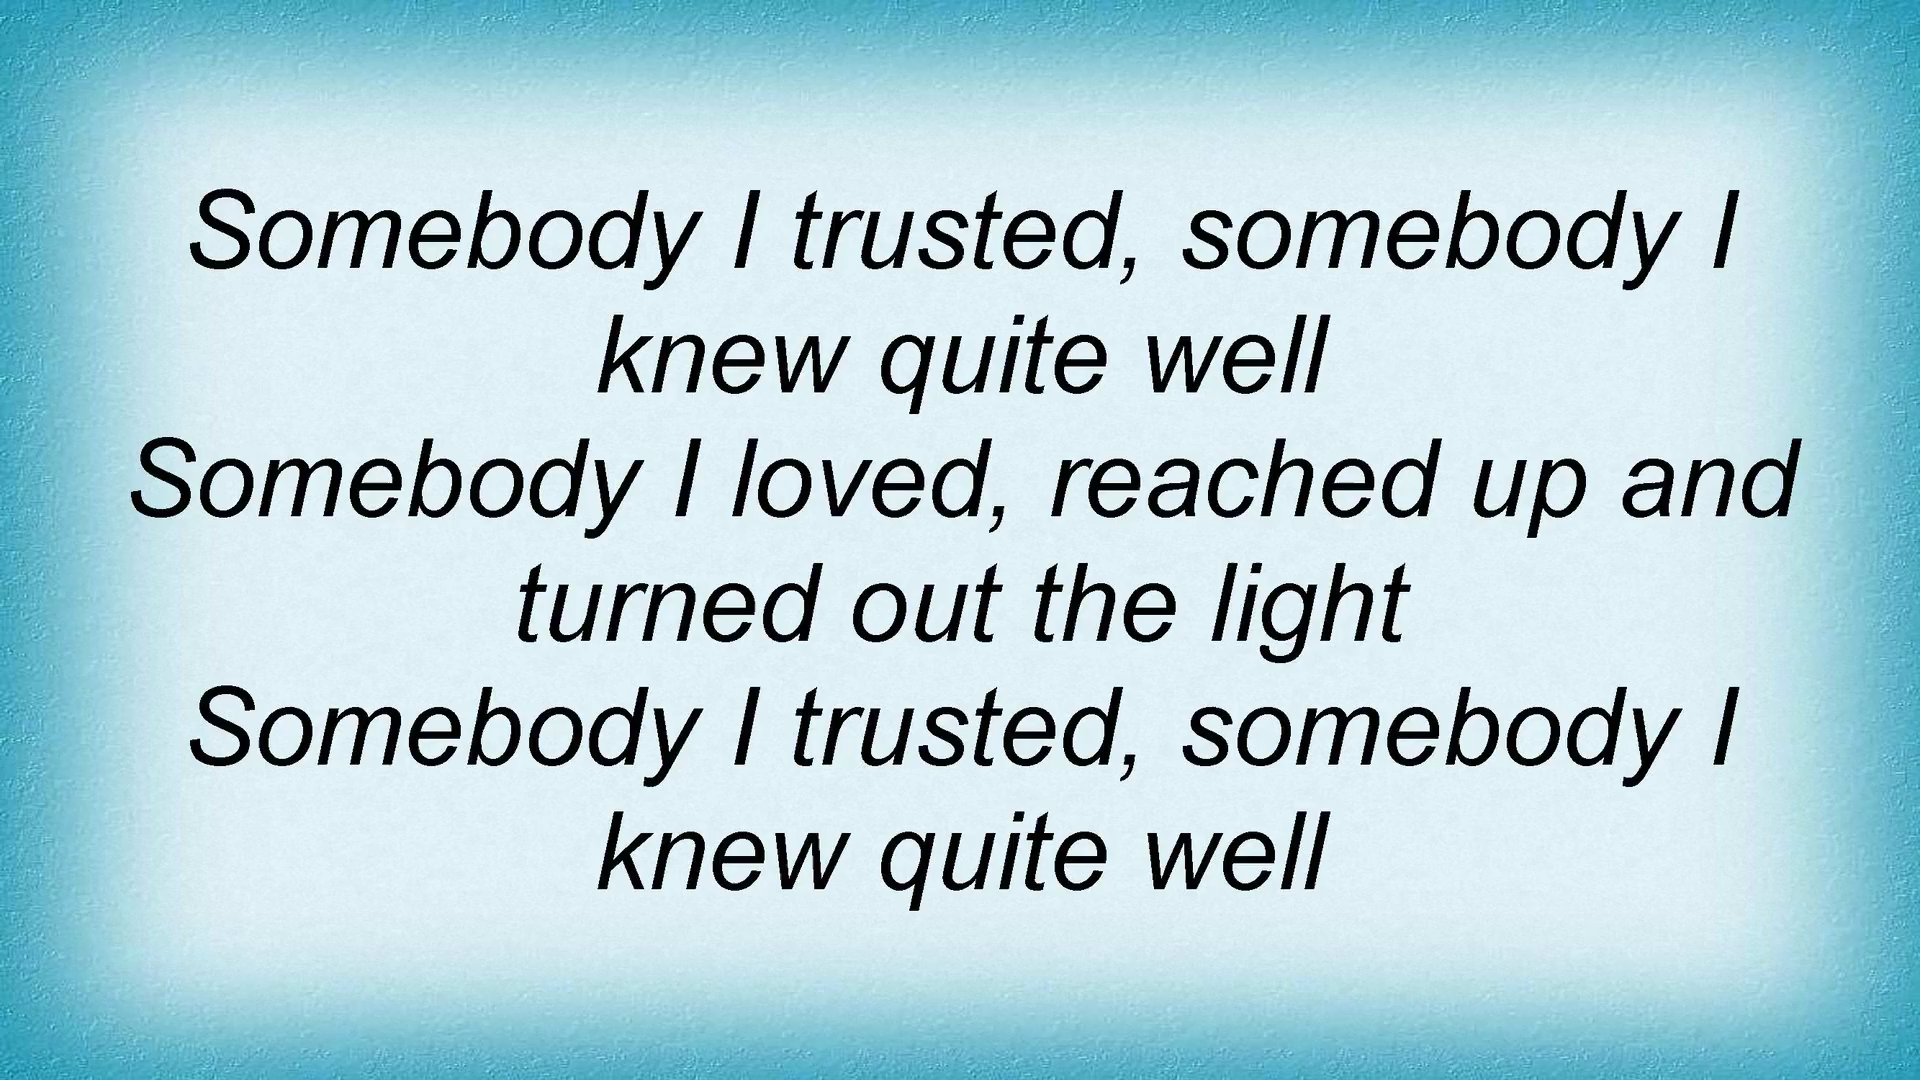 Somebody I trusted, somebody I
knew quite well
Somebody I loved, reached up and
turned out the light
Somebody I trusted, somebody I
knew quite well